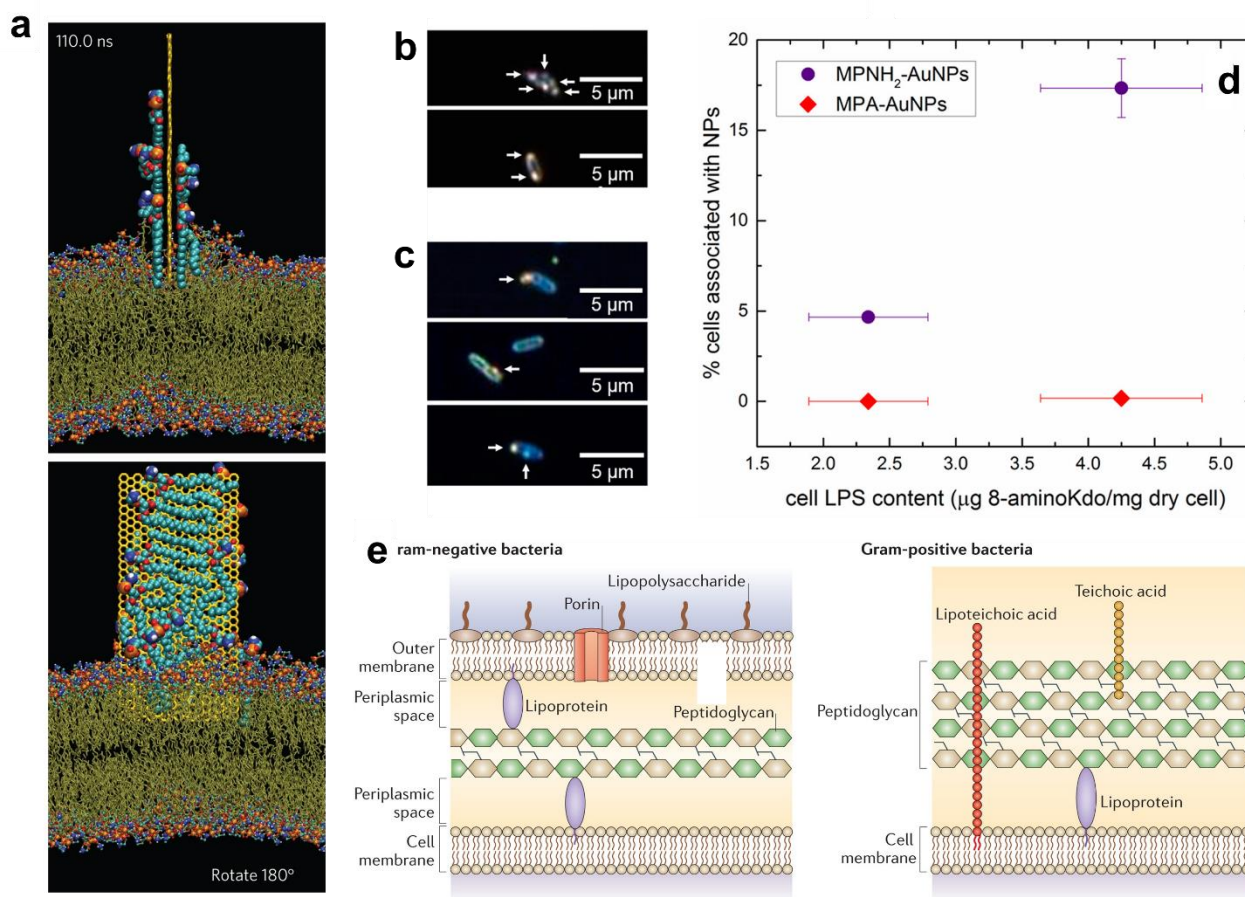 a
110.0 ns
Rotate 180°
b
5 µm
5 µm
c
5 µm
5 µm
5 µm
d
MPNH₂-AuNPs
MPA-AuNPs
% cells associated with NPs
20
15
10
5
0
1.5 2.0 2.5 3.0 3.5 4.0 4.5 5.0
cell LPS content (µg 8-aminoKdo/mg dry cell)
e
ram-negative bacteria
Lipopolysaccharide
Porin
Outer
membrane
Periplasmic
space
Lipoprotein
Peptidoglycan
Periplasmic
space
Cell
membrane
Gram-positive bacteria
Teichoic acid
Lipoteichoic acid
Peptidoglycan
Lipoprotein
Cell
membrane